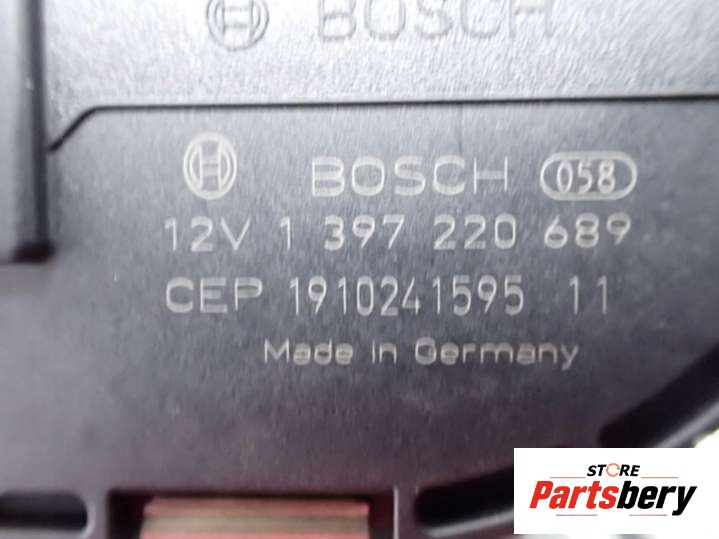 BOSCH
BOSCH 058
12V 1 397 220 689
CEP 1910241595 11
Made in Germany
STORE
Partsbery